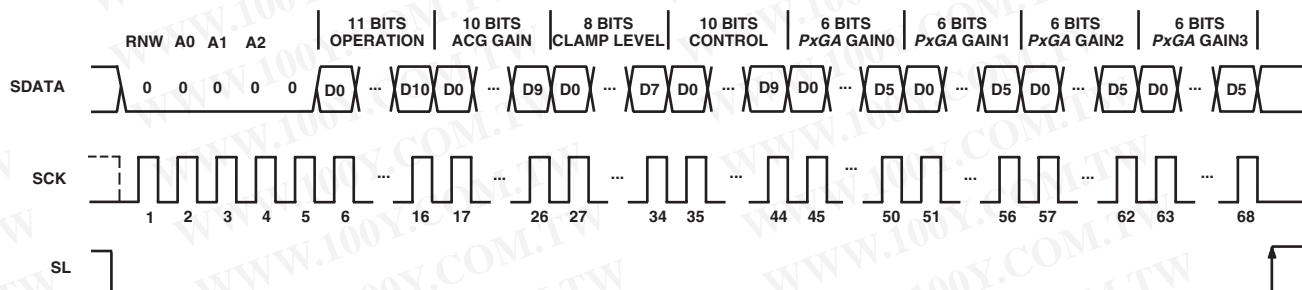 11 BITS OPERATION 10 BITS ACG GAIN 8 BITS CLAMP LEVEL 10 BITS CONTROL 6 BITS PxGA GAIN0 6 BITS PxGA GAIN1 6 BITS PxGA GAIN2 6 BITS PxGA GAIN3
RNW A0 A1 A2
SDATA 0 0 0 0 0 D0 ... D10 D0 ... D9 D0 ... D7 D0 ... D9 D0 ... D5 D0 ... D5 D0 ... D5 D0 ... D5
SCK ... ... ... ... ... ... ... ...
1 2 3 4 5 6 16 17 26 27 34 35 44 45 50 51 56 57 62 63 68
SL
WWW.100Y.COM.TW